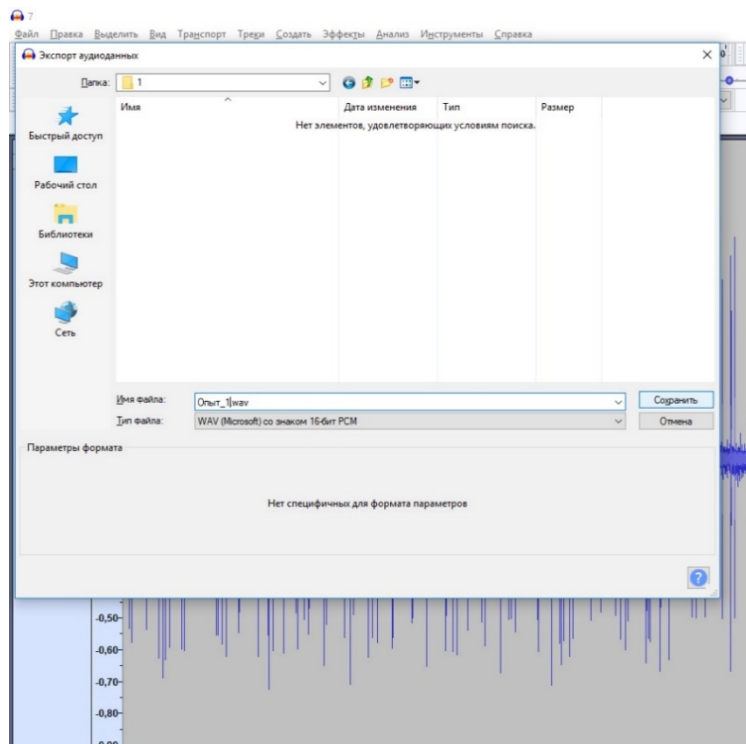 7
Файл Правка Выделить Вид Транспорт Треки Создать Эффекты Анализ Инструменты Справка
Экспорт аудиоданных
Папка: 1
Имя Дата изменения Тип Размер
Нет элементов, удовлетворяющих условиям поиска.
Быстрый доступ
Рабочий стол
Библиотеки
Этот компьютер
Сеть
Имя файла: Опыт_1.wav Сохранить
Тип файла: WAV (Microsoft) со знаком 16-бит PCM Отмена
Параметры формата
Нет специфичных для формата параметров
-0,50
-0,60
-0,70
-0,80